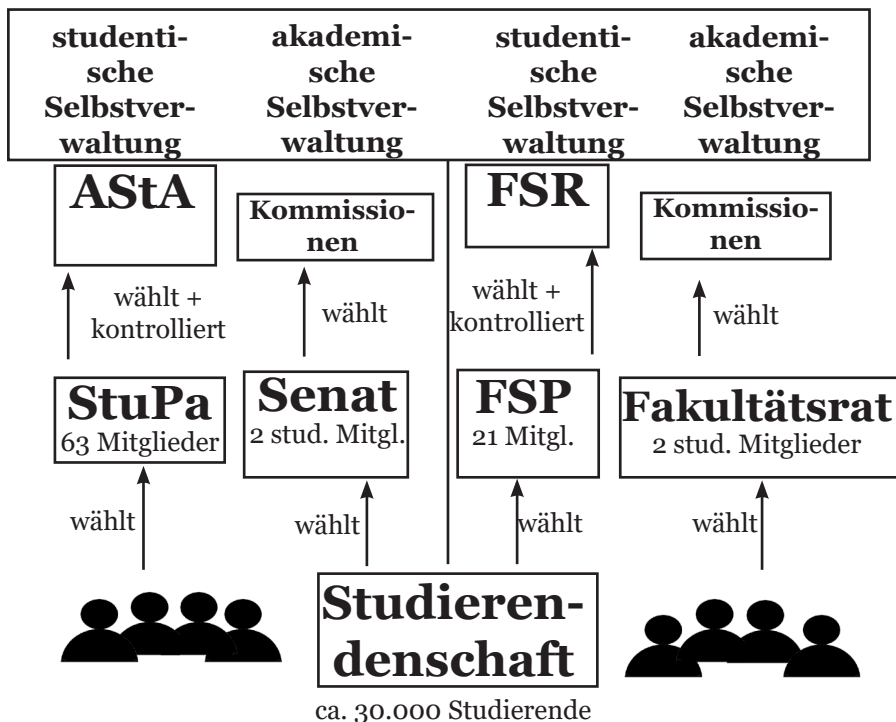 studenti-
sche
Selbstver-
waltung
akademi-
sche
Selbstver-
waltung
studenti-
sche
Selbstver-
waltung
akademi-
sche
Selbstver-
waltung
AStA
Kommissio-
nen
FSR
Kommissio-
nen
wählt +
kontrolliert
wählt
wählt +
kontrolliert
wählt
StuPa
63 Mitglieder
Senat
2 stud. Mitgl.
FSP
21 Mitgl.
Fakultätsrat
2 stud. Mitglieder
wählt
wählt
wählt
wählt
Studieren-
denschaft
ca. 30.000 Studierende